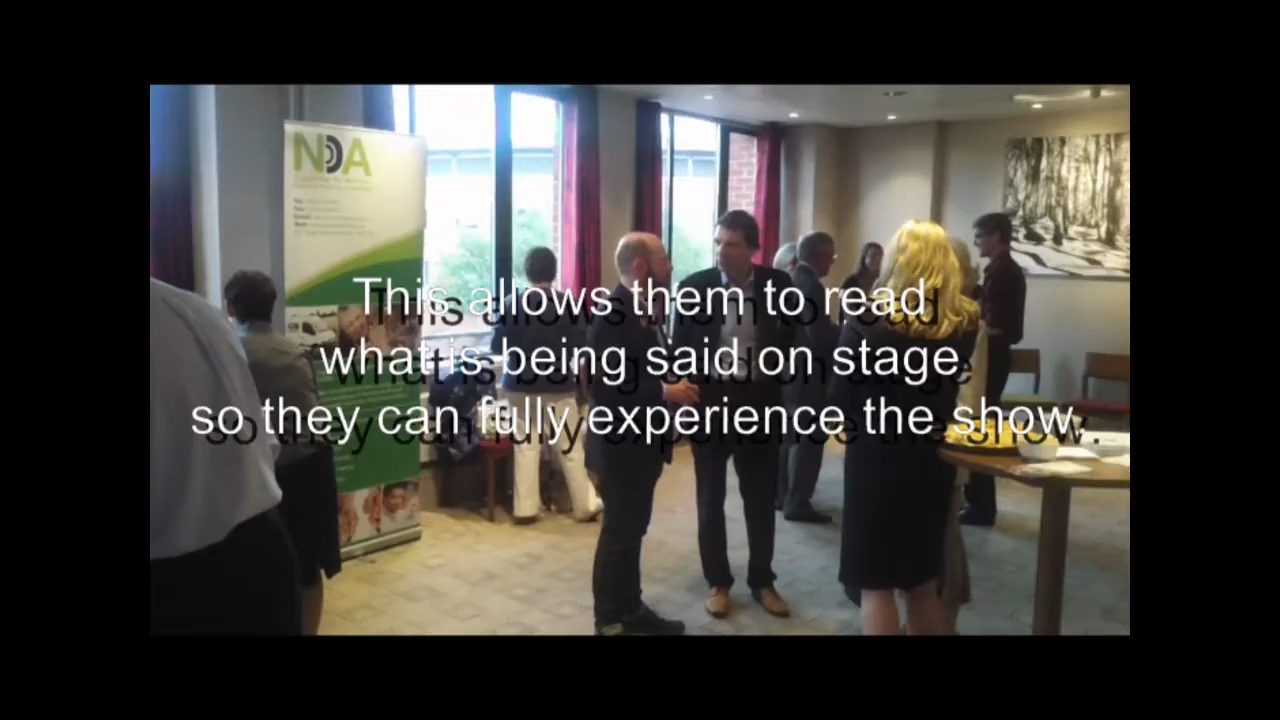 NDA
This allows them to read
what is being said on stage
so they can fully experience the show.